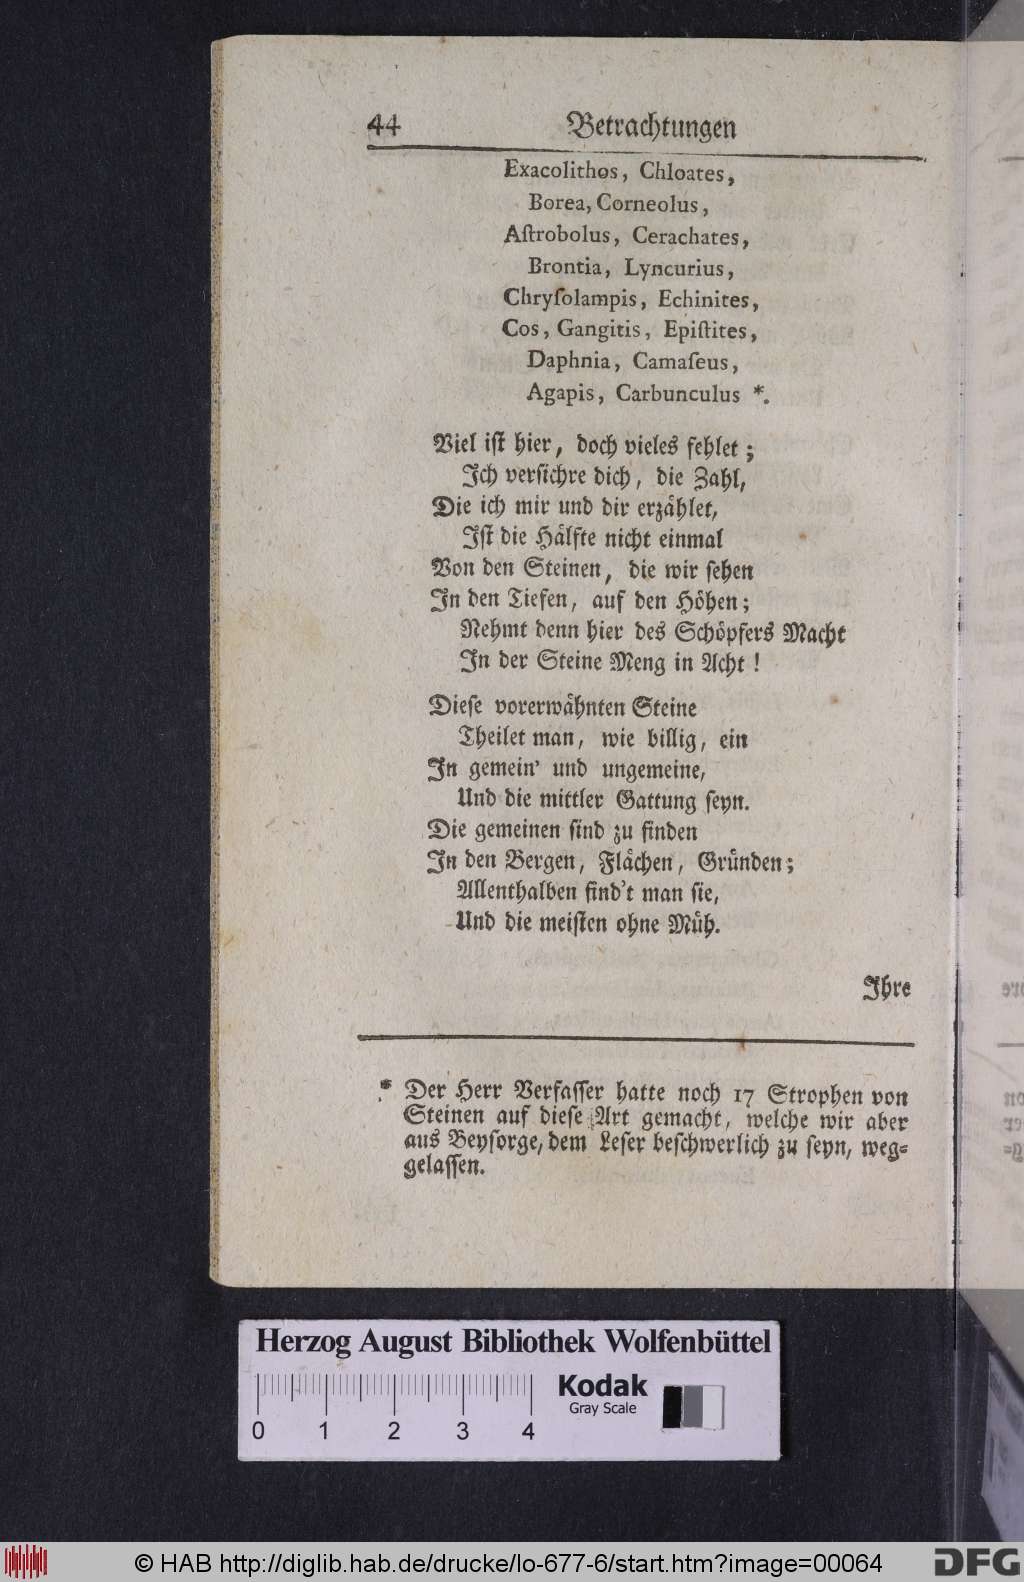 44 Betrachtungen
Exacolithos, Chloates,
Borea, Corneolus,
Aſtrobolus, Cerachates,
Brontia, Lyncurius,
Chryſolampis, Echinites,
Cos, Gangitis, Epiſtites,
Daphnia, Camaſeus,
Agapis, Carbunculus *.
Viel iſt hier, doch vieles fehlet;
Ich verſichre dich, die Zahl,
Die ich mir und dir erzählet,
Iſt die Hälfte nicht einmal
Von den Steinen, die wir ſehen
In den Tiefen, auf den Höhen;
Nehmt denn hier des Schöpfers Macht
In der Steine Meng in Acht!
Dieſe vorerwähnten Steine
Theilet man, wie billig, ein
In gemein' und ungemeine,
Und die mittler Gattung ſeyn.
Die gemeinen ſind zu finden
In den Bergen, Flächen, Gründen;
Allenthalben find't man ſie,
Und die meiſten ohne Müh.
Ihre
* Der Herr Verfaſſer hatte noch 17 Strophen von
Steinen auf dieſe Art gemacht, welche wir aber
aus Beyſorge, dem Leſer beſchwerlich zu ſeyn, weg-
gelaſſen.
Herzog August Bibliothek Wolfenbüttel
Kodak
Gray Scale
0 1 2 3 4
© HAB http://diglib.hab.de/drucke/lo-677-6/start.htm?image=00064
DFG